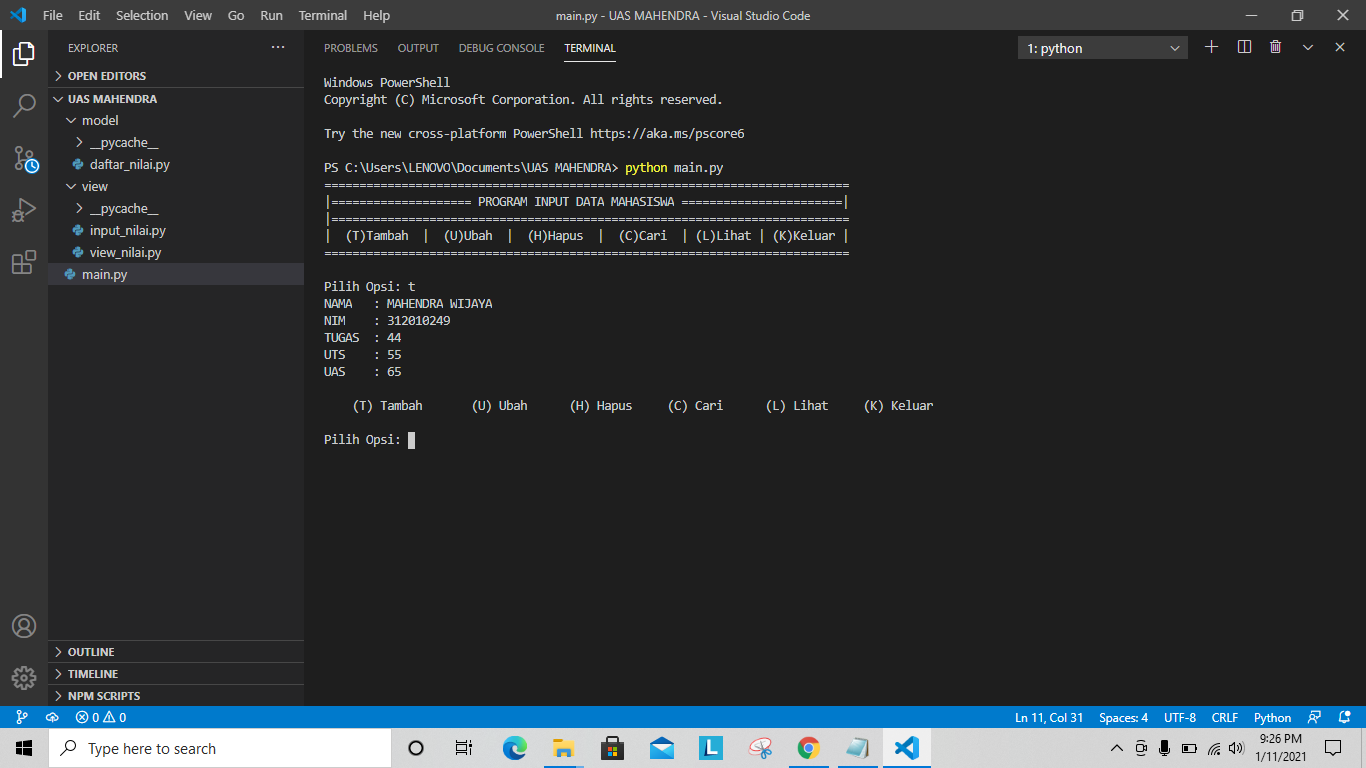 File Edit Selection View Go Run Terminal Help main.py - UAS MAHENDRA - Visual Studio Code
EXPLORER ...
OPEN EDITORS
UAS MAHENDRA
model
__pycache__
daftar_nilai.py
view
__pycache__
input_nilai.py
view_nilai.py
main.py
OUTLINE
TIMELINE
NPM SCRIPTS
PROBLEMS OUTPUT DEBUG CONSOLE TERMINAL 1: python
Windows PowerShell
Copyright (C) Microsoft Corporation. All rights reserved.
Try the new cross-platform PowerShell https://aka.ms/pscore6
PS C:\Users\LENOVO\Documents\UAS MAHENDRA> python main.py
===========================================================================
|==================== PROGRAM INPUT DATA MAHASISWA =======================|
|==========================================================================
|  (T)Tambah  |  (U)Ubah  |  (H)Hapus  |  (C)Cari  | (L)Lihat | (K)Keluar |
===========================================================================
Pilih Opsi: t
NAMA   : MAHENDRA WIJAYA
NIM    : 312010249
TUGAS  : 44
UTS    : 55
UAS    : 65
(T) Tambah       (U) Ubah      (H) Hapus     (C) Cari      (L) Lihat     (K) Keluar
Pilih Opsi:
0 0 Ln 11, Col 31 Spaces: 4 UTF-8 CRLF Python
Type here to search
9:26 PM
1/11/2021